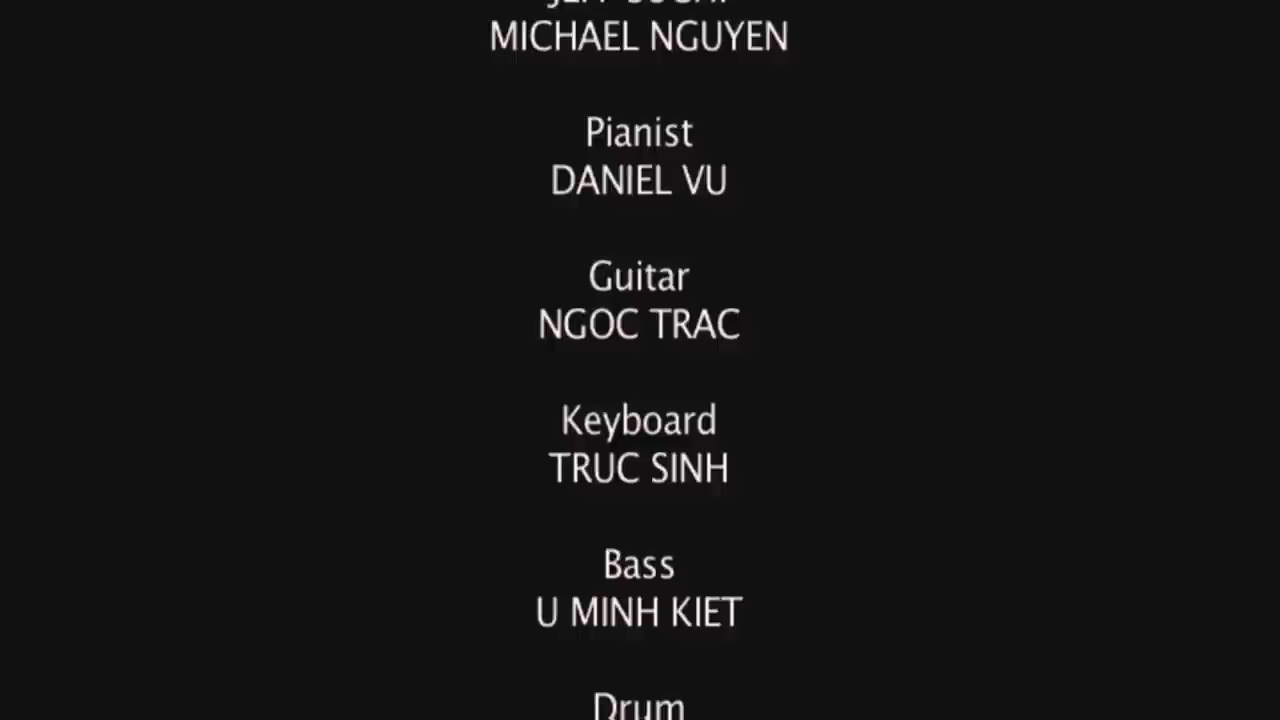 MICHAEL NGUYEN
Pianist
DANIEL VU
Guitar
NGOC TRAC
Keyboard
TRUC SINH
Bass
U MINH KIET
Drum